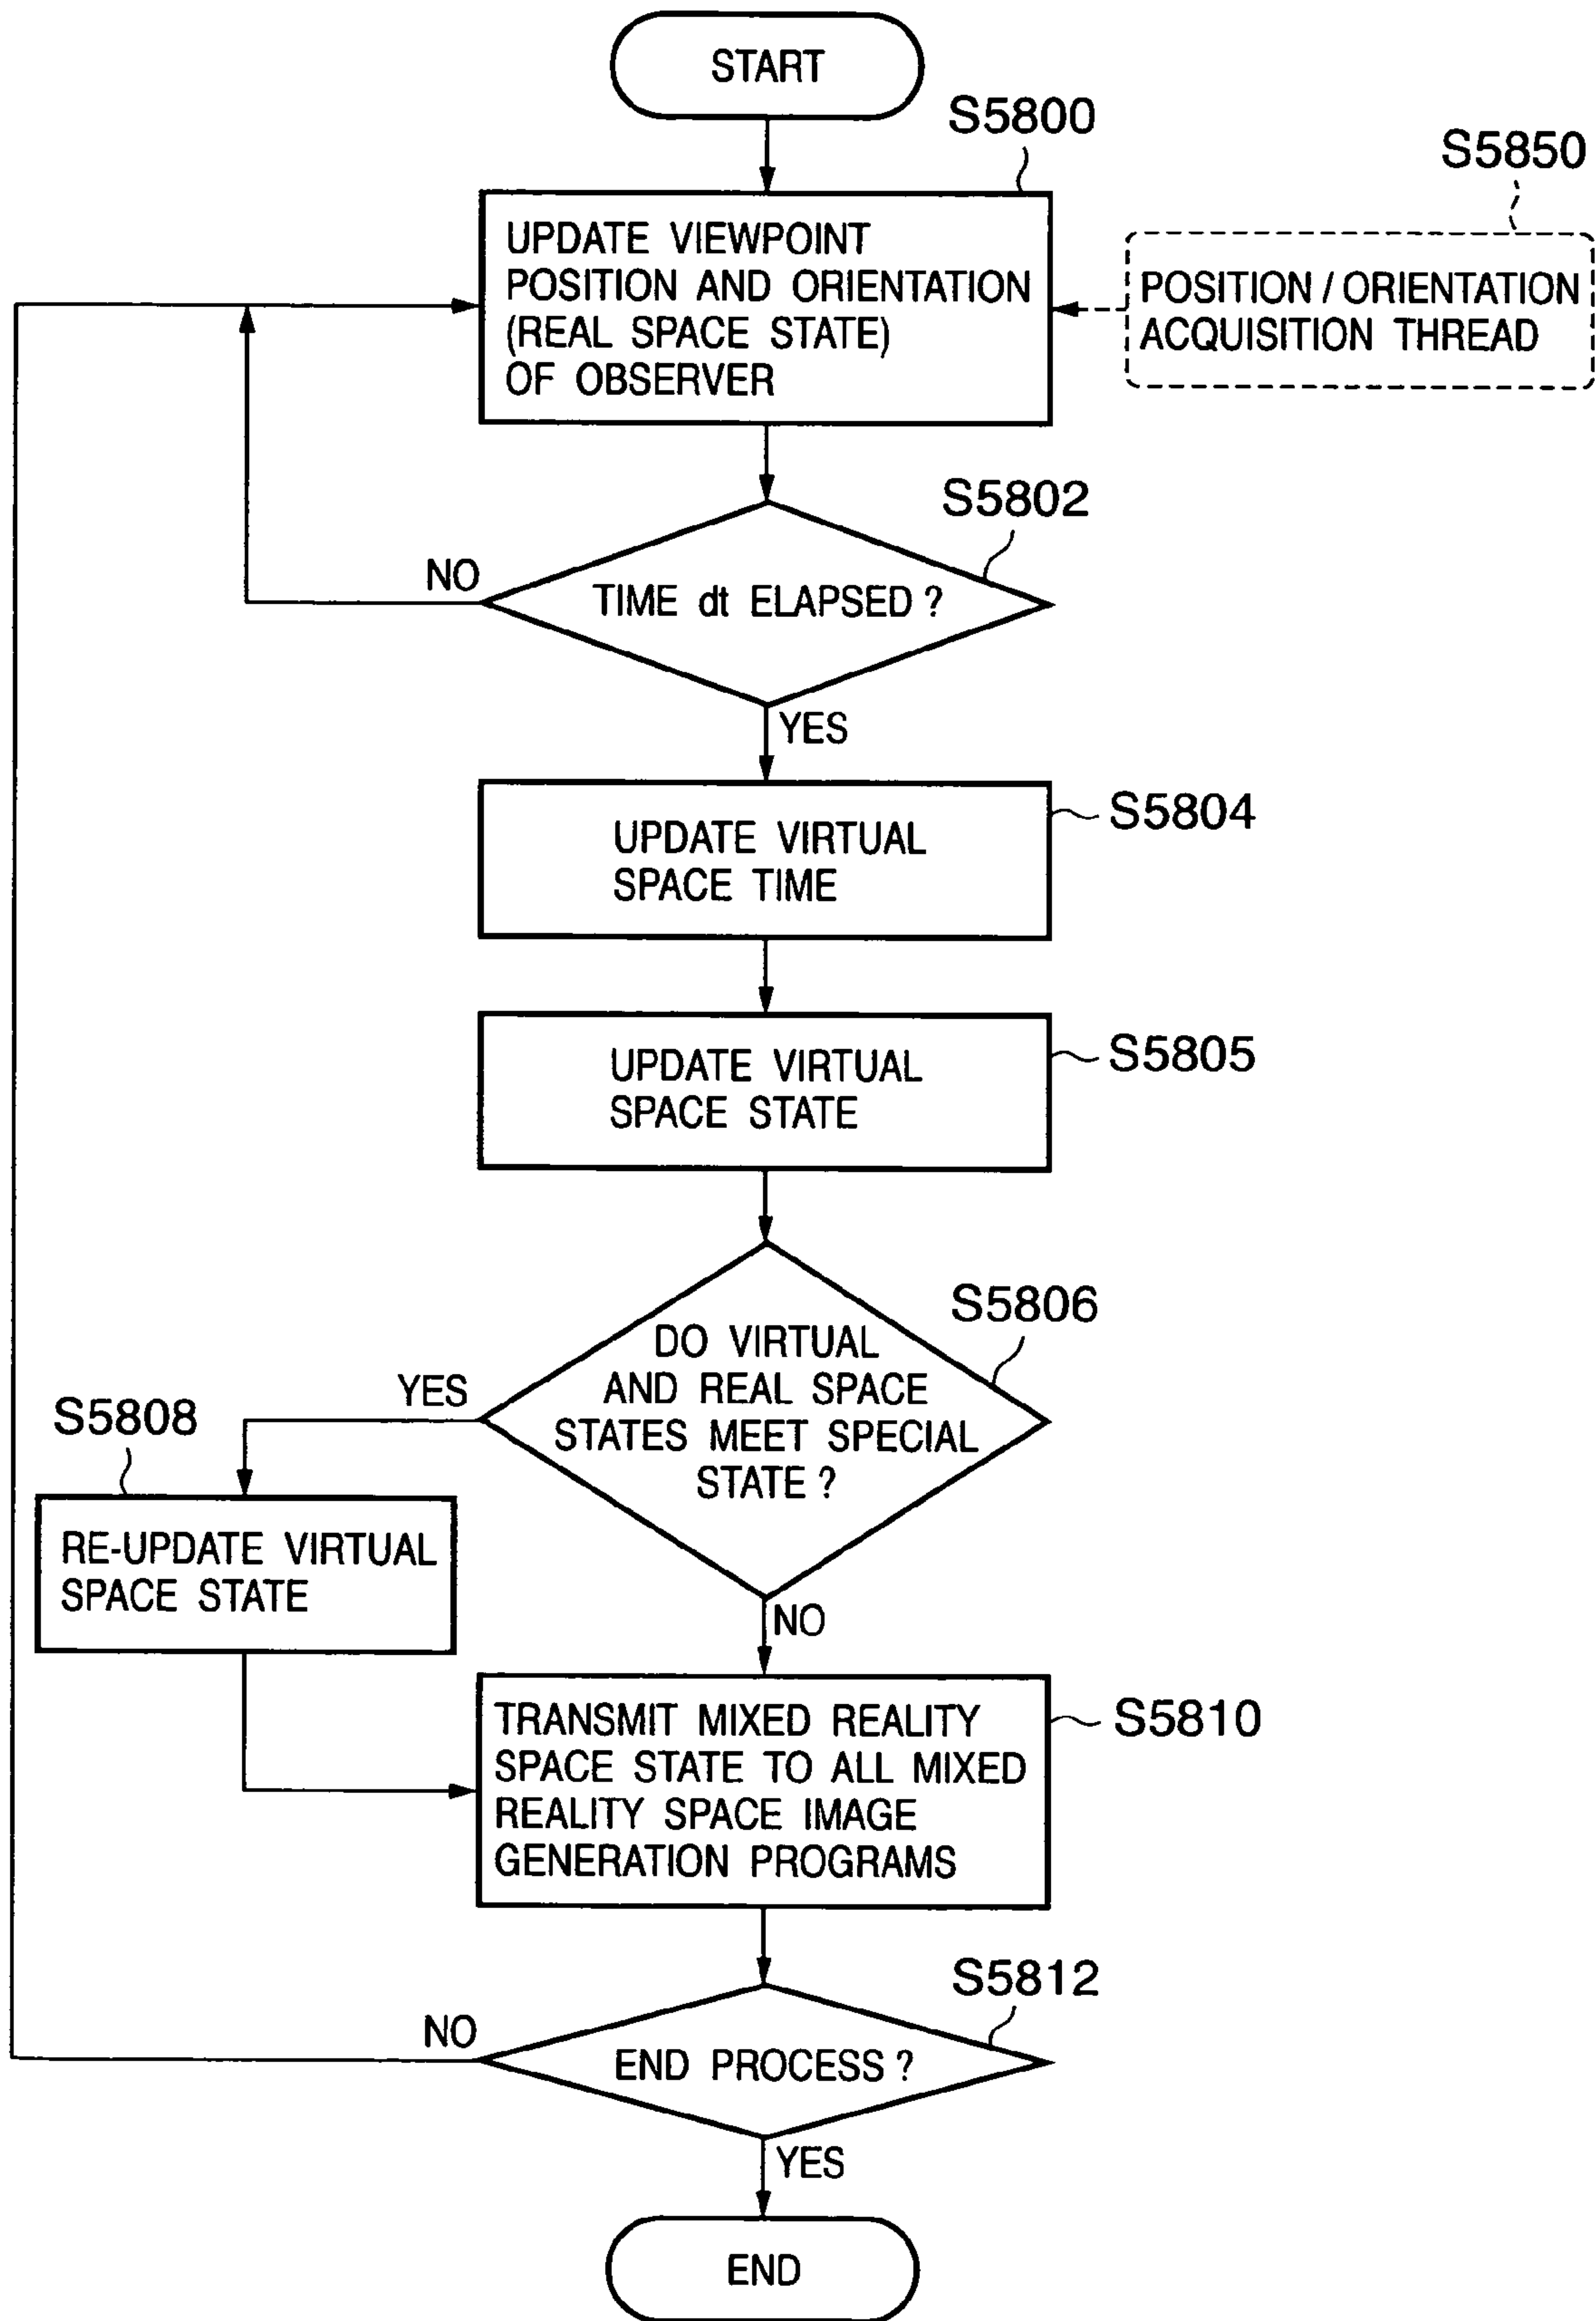 START
S5800
S5850
UPDATE VIEWPOINT
POSITION AND ORIENTATION
(REAL SPACE STATE)
OF OBSERVER
POSITION / ORIENTATION
ACQUISITION THREAD
S5802
NO
TIME dt ELAPSED ?
YES
UPDATE VIRTUAL
SPACE TIME
S5804
UPDATE VIRTUAL
SPACE STATE
S5805
S5806
DO VIRTUAL
AND REAL SPACE
STATES MEET SPECIAL
STATE ?
YES
S5808
RE-UPDATE VIRTUAL
SPACE STATE
NO
TRANSMIT MIXED REALITY
SPACE STATE TO ALL MIXED
REALITY SPACE IMAGE
GENERATION PROGRAMS
S5810
S5812
NO
END PROCESS ?
YES
END